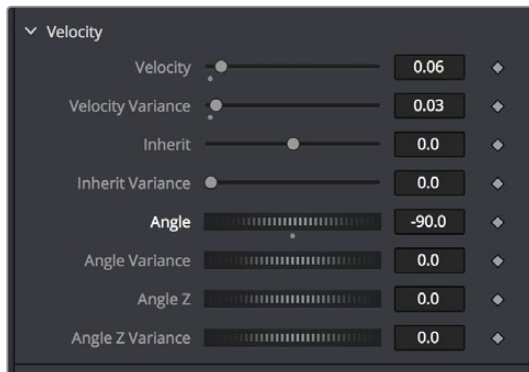 Velocity
Velocity 0.06
Velocity Variance 0.03
Inherit 0.0
Inherit Variance 0.0
Angle -90.0
Angle Variance 0.0
Angle Z 0.0
Angle Z Variance 0.0